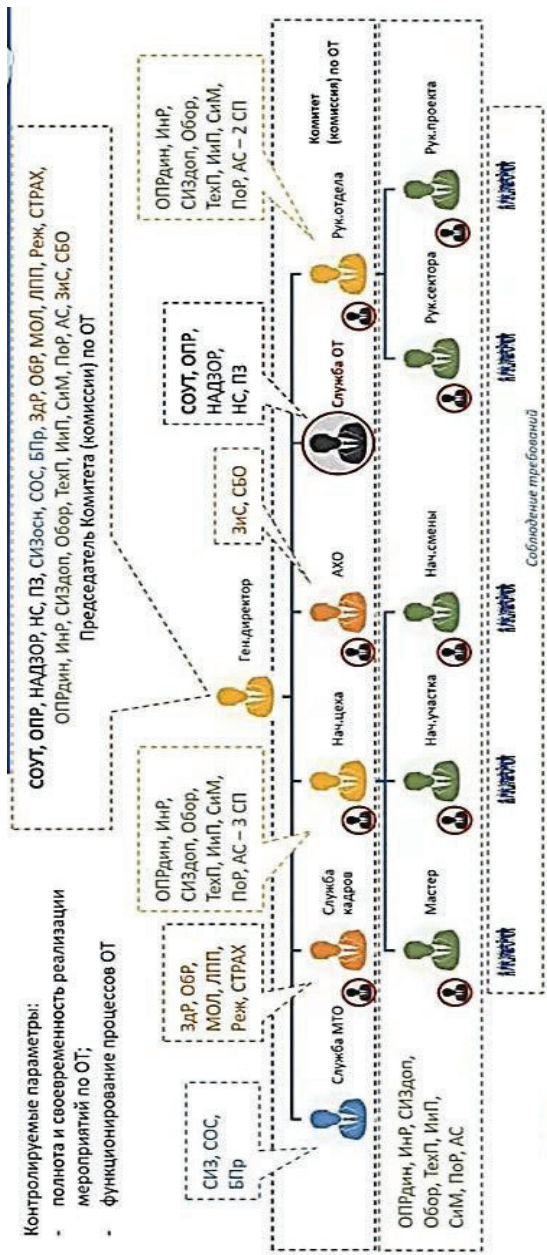 Контролируемые параметры:
- полнота и своевременность реализации
мероприятий по ОТ;
- функционирование процессов ОТ
СОУТ, ОПР, НАДЗОР, НС, ПЗ, СИЗосн, СОС, БПр, ЗдР, ОбР, МОЛ, ЛПП, Реж, СТРАХ,
ОПРдин, ИнР, СИЗдоп, Обор, ТехП, ИиП, СиМ, ПоР, АС, ЗиС, СБО
Председатель Комитета (комиссии) по ОТ
Ген.директор
СИЗ, СОС,
БПр
ЗдР, ОбР,
МОЛ, ЛПП,
Реж, СТРАХ
ОПРдин, ИнР,
СИЗдоп, Обор,
ТехП, ИиП, СиМ,
ПоР, АС – 3 СП
ЗиС, СБО
СОУТ, ОПР,
НАДЗОР,
НС, ПЗ
ОПРдин, ИнР,
СИЗдоп, Обор,
ТехП, ИиП, СиМ,
ПоР, АС – 2 СП
Служба МТО
Служба
кадров
Нач.цеха
АХО
Служба ОТ
Рук.отдела
Комитет
(комиссия) по ОТ
ОПРдин, ИнР, СИЗдоп,
Обор, ТехП, ИиП,
СиМ, ПоР, АС
Мастер
Нач.участка
Нач.смены
Рук.сектора
Рук.проекта
Соблюдение требований